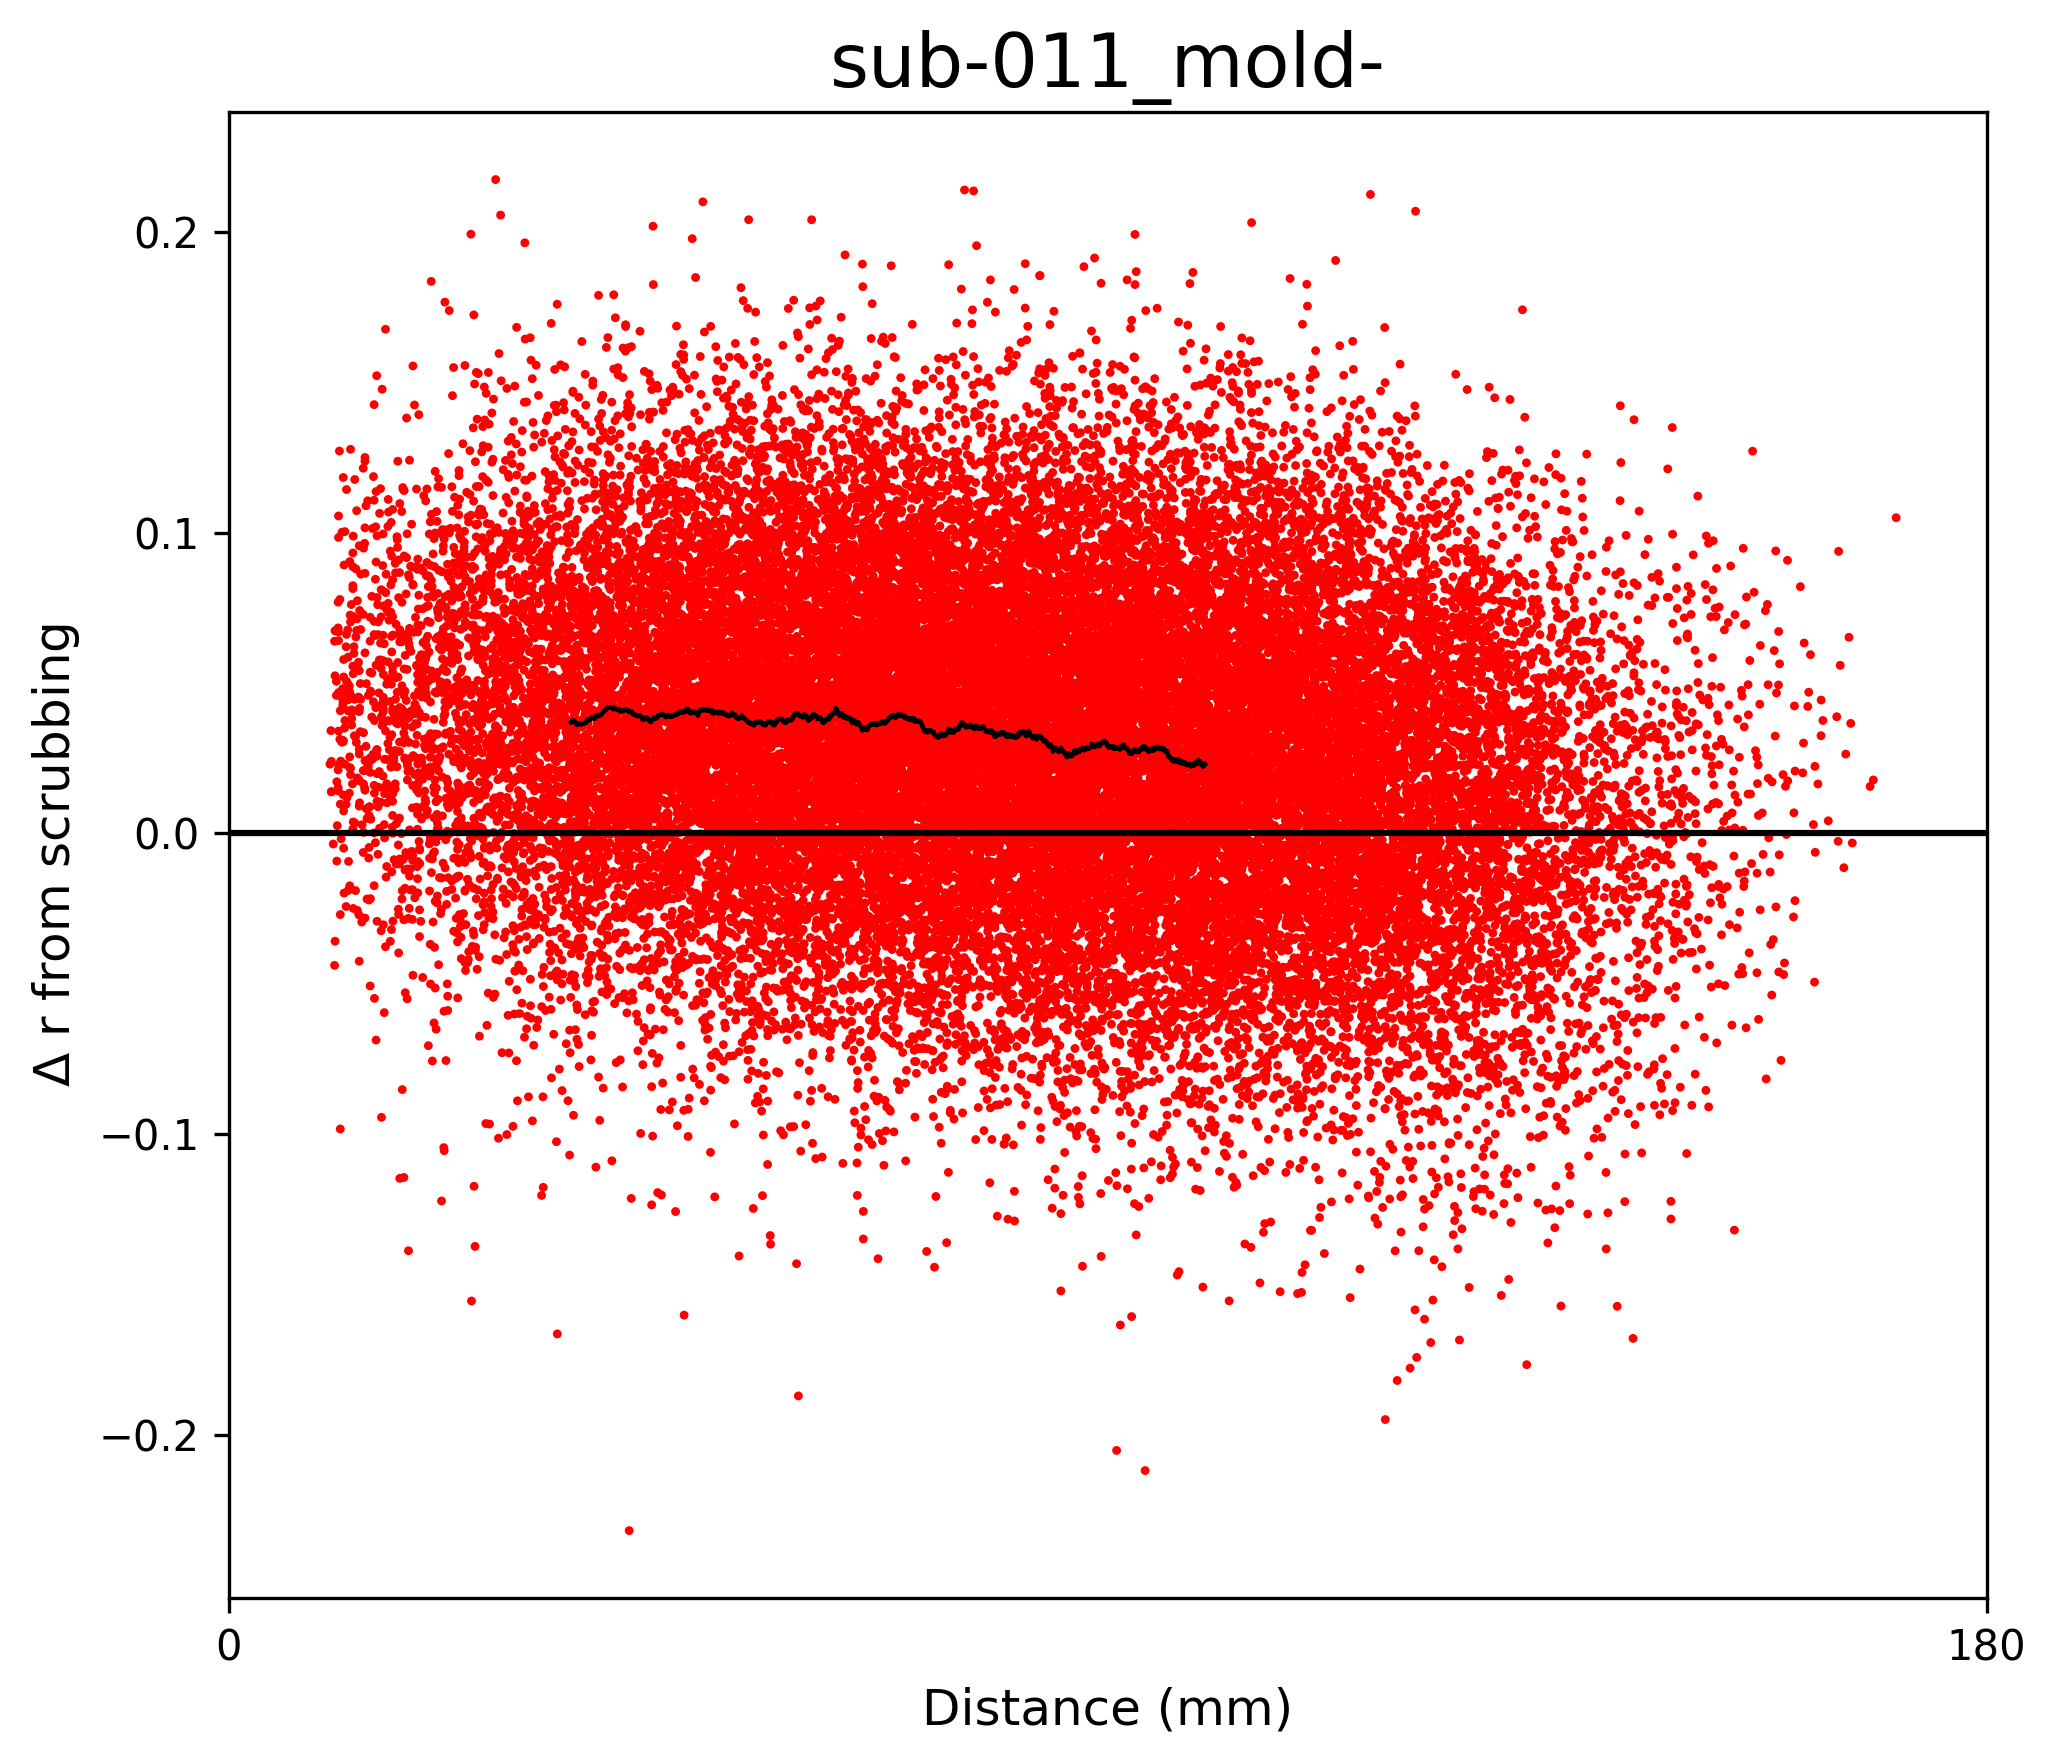 sub-011_mold-
Δ r from scrubbing
0.2
0.1
0.0
−0.1
−0.2
0
180
Distance (mm)